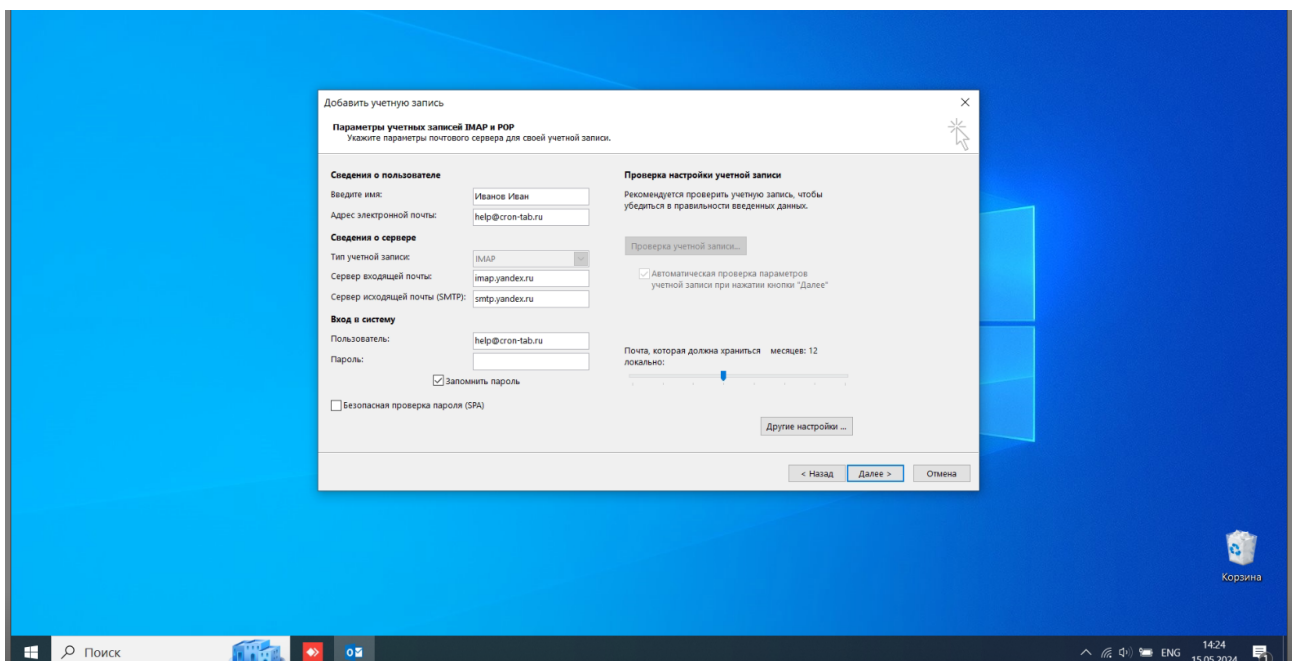 Добавить учетную запись
Параметры учетных записей IMAP и POP
Укажите параметры почтового сервера для своей учетной записи.
Сведения о пользователе
Введите имя:
Иванов Иван
Адрес электронной почты:
help@cron-tab.ru
Сведения о сервере
Тип учетной записи:
IMAP
Сервер входящей почты:
imap.yandex.ru
Сервер исходящей почты (SMTP):
smtp.yandex.ru
Вход в систему
Пользователь:
help@cron-tab.ru
Пароль:
Запомнить пароль
Безопасная проверка пароля (SPA)
Проверка настройки учетной записи
Рекомендуется проверить учетную запись, чтобы
убедиться в правильности введенных данных.
Проверка учетной записи...
Автоматическая проверка параметров
учетной записи при нажатии кнопки "Далее"
Почта, которая должна храниться месяцев: 12
локально:
Другие настройки ...
< Назад
Далее >
Отмена
Корзина
Поиск
ENG
14:24
15.05.2024